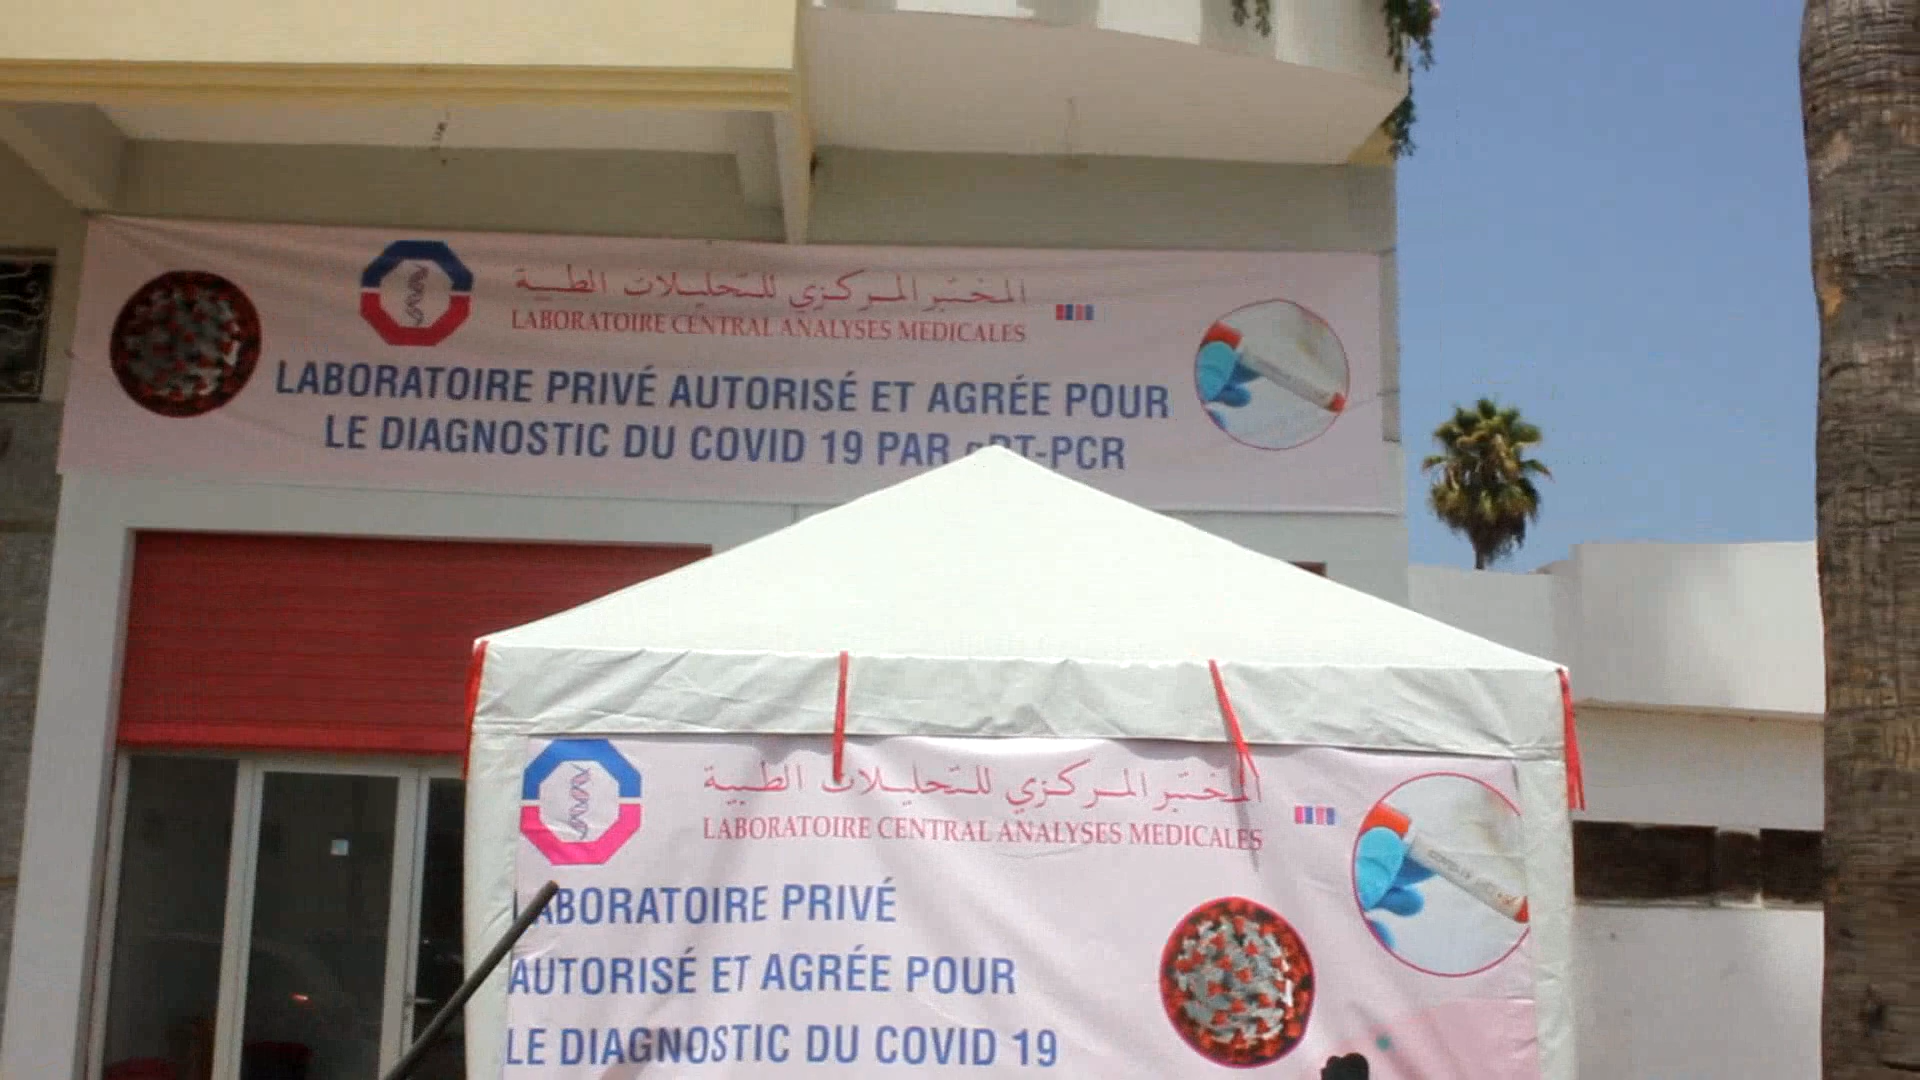 المختبر المركزي للتحليلات الطبية
LABORATOIRE CENTRAL ANALYSES MEDICALES
LABORATOIRE PRIVÉ AUTORISÉ ET AGRÉE POUR
LE DIAGNOSTIC DU COVID 19 PAR qRT-PCR
المختبر المركزي للتحليلات الطبية
LABORATOIRE CENTRAL ANALYSES MEDICALES
LABORATOIRE PRIVÉ
AUTORISÉ ET AGRÉE POUR
LE DIAGNOSTIC DU COVID 19